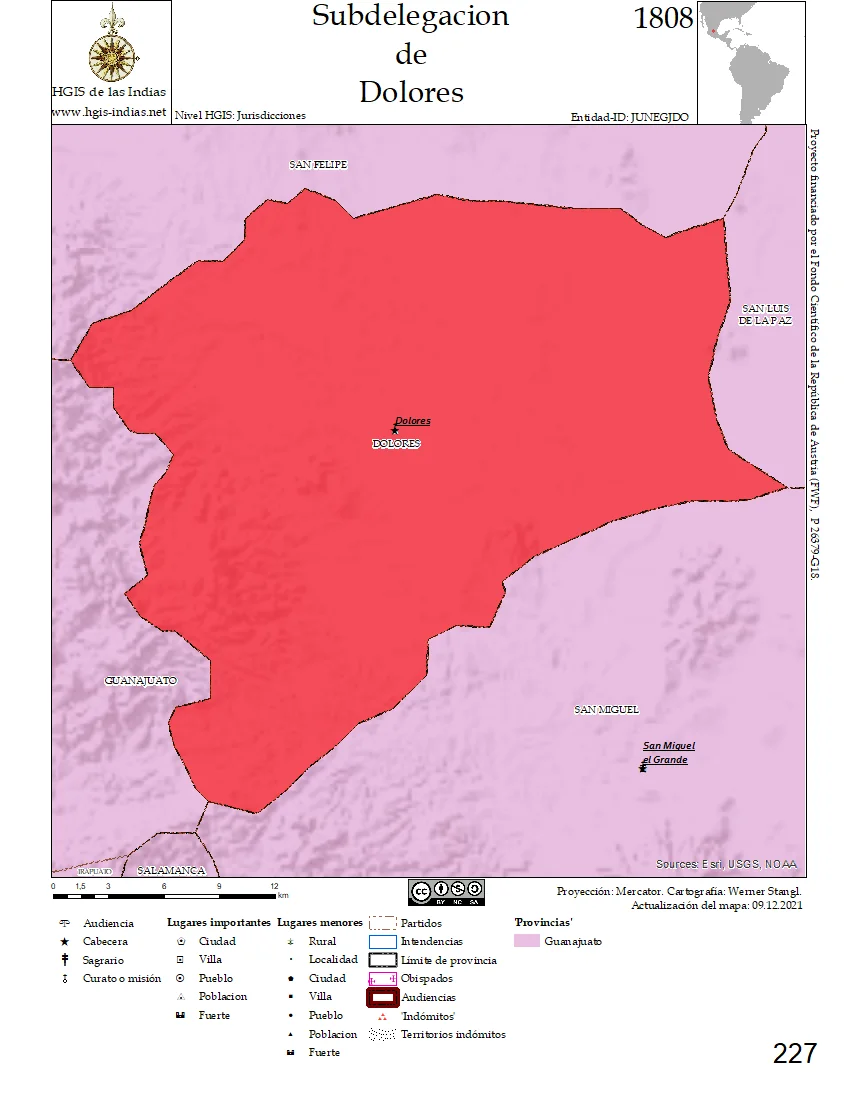 Subdelegacion
de
Dolores
1808
HGIS de las Indias
www.hgis-indias.net
Nivel HGIS: Jurisdicciones
Entidad-ID: JUNEGJDO
SAN FELIPE
SAN LUIS
DE LA PAZ
Dolores
DOLORES
GUANAJUATO
SAN MIGUEL
San Miguel
el Grande
IRAPUATO
SALAMANCA
Sources: Esri, USGS, NOAA
Proyecto financiado por el Fondo Científico de la República de Austria (FWF), P 26379-G18.
0 1,5 3 6 9 12
km
CC BY NC SA
Proyección: Mercator. Cartografía: Werner Stangl.
Actualización del mapa: 09.12.2021
Audiencia
Cabecera
Sagrario
Curato o misión
Lugares importantes
Ciudad
Villa
Pueblo
Poblacion
Fuerte
Lugares menores
Rural
Localidad
Ciudad
Villa
Pueblo
Poblacion
Fuerte
Partidos
Intendencias
Límite de provincia
Obispados
Audiencias
'Indómitos'
Territorios indómitos
'Provincias'
Guanajuato
227